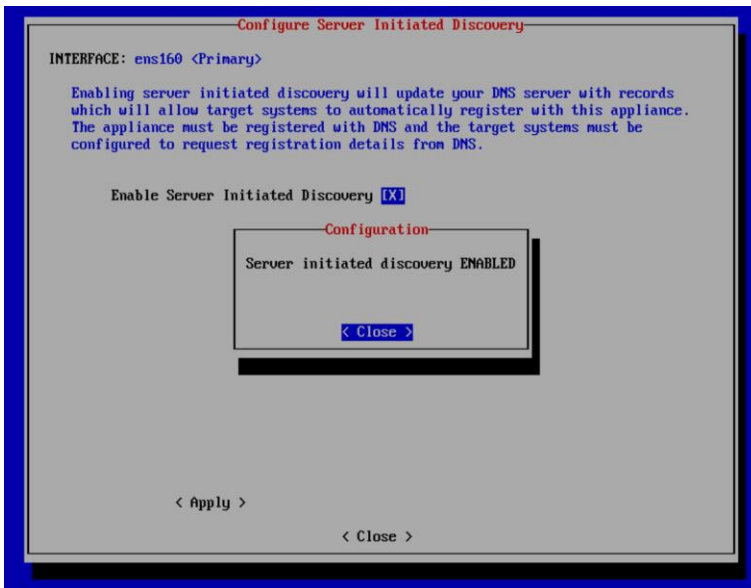 Configure Server Initiated Discovery
INTERFACE: ens160 <Primary>
Enabling server initiated discovery will update your DNS server with records
which will allow target systems to automatically register with this appliance.
The appliance must be registered with DNS and the target systems must be
configured to request registration details from DNS.
Enable Server Initiated Discovery [X]
Configuration
Server initiated discovery ENABLED
< Close >
< Apply >
< Close >